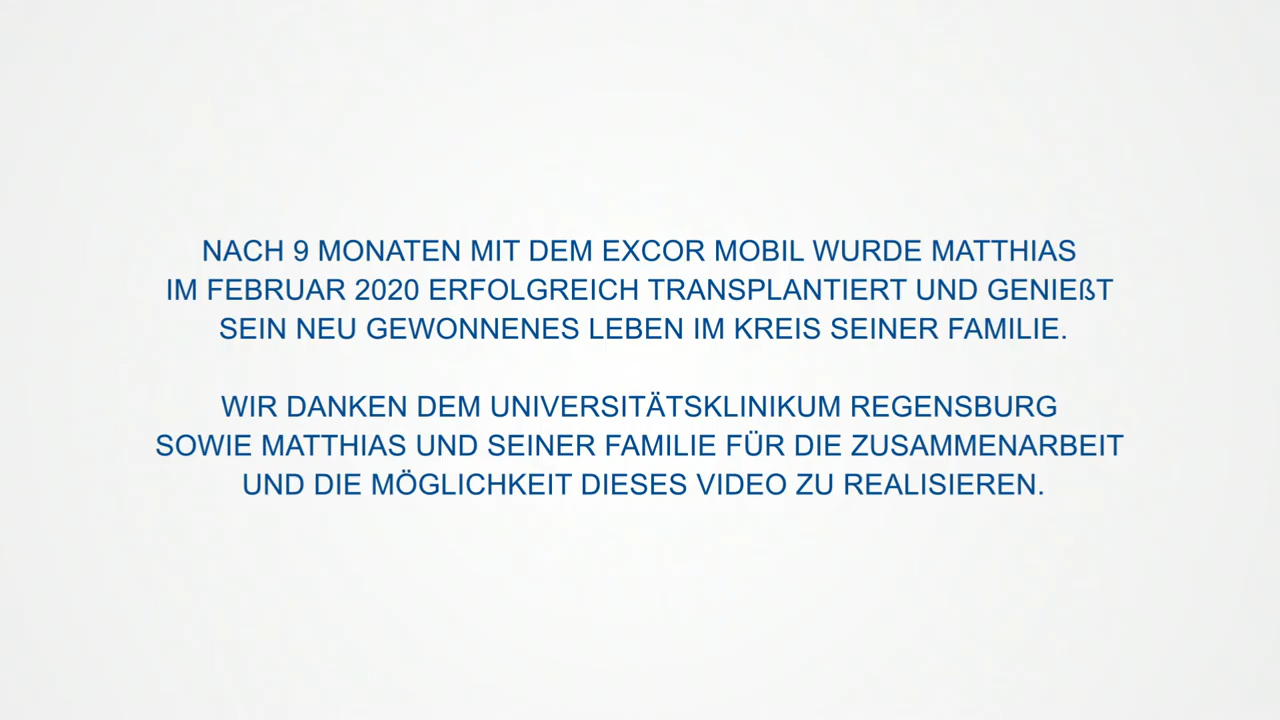 NACH 9 MONATEN MIT DEM EXCOR MOBIL WURDE MATTHIAS
IM FEBRUAR 2020 ERFOLGREICH TRANSPLANTIERT UND GENIEßT
SEIN NEU GEWONNENES LEBEN IM KREIS SEINER FAMILIE.
WIR DANKEN DEM UNIVERSITÄTSKLINIKUM REGENSBURG
SOWIE MATTHIAS UND SEINER FAMILIE FÜR DIE ZUSAMMENARBEIT
UND DIE MÖGLICHKEIT DIESES VIDEO ZU REALISIEREN.